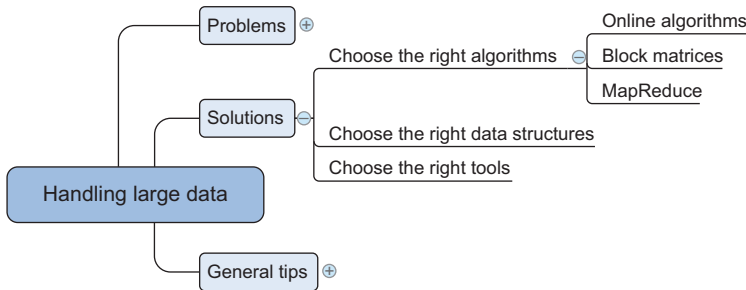 Problems
Online algorithms
Choose the right algorithms
Block matrices
MapReduce
Solutions
Choose the right data structures
Choose the right tools
Handling large data
General tips